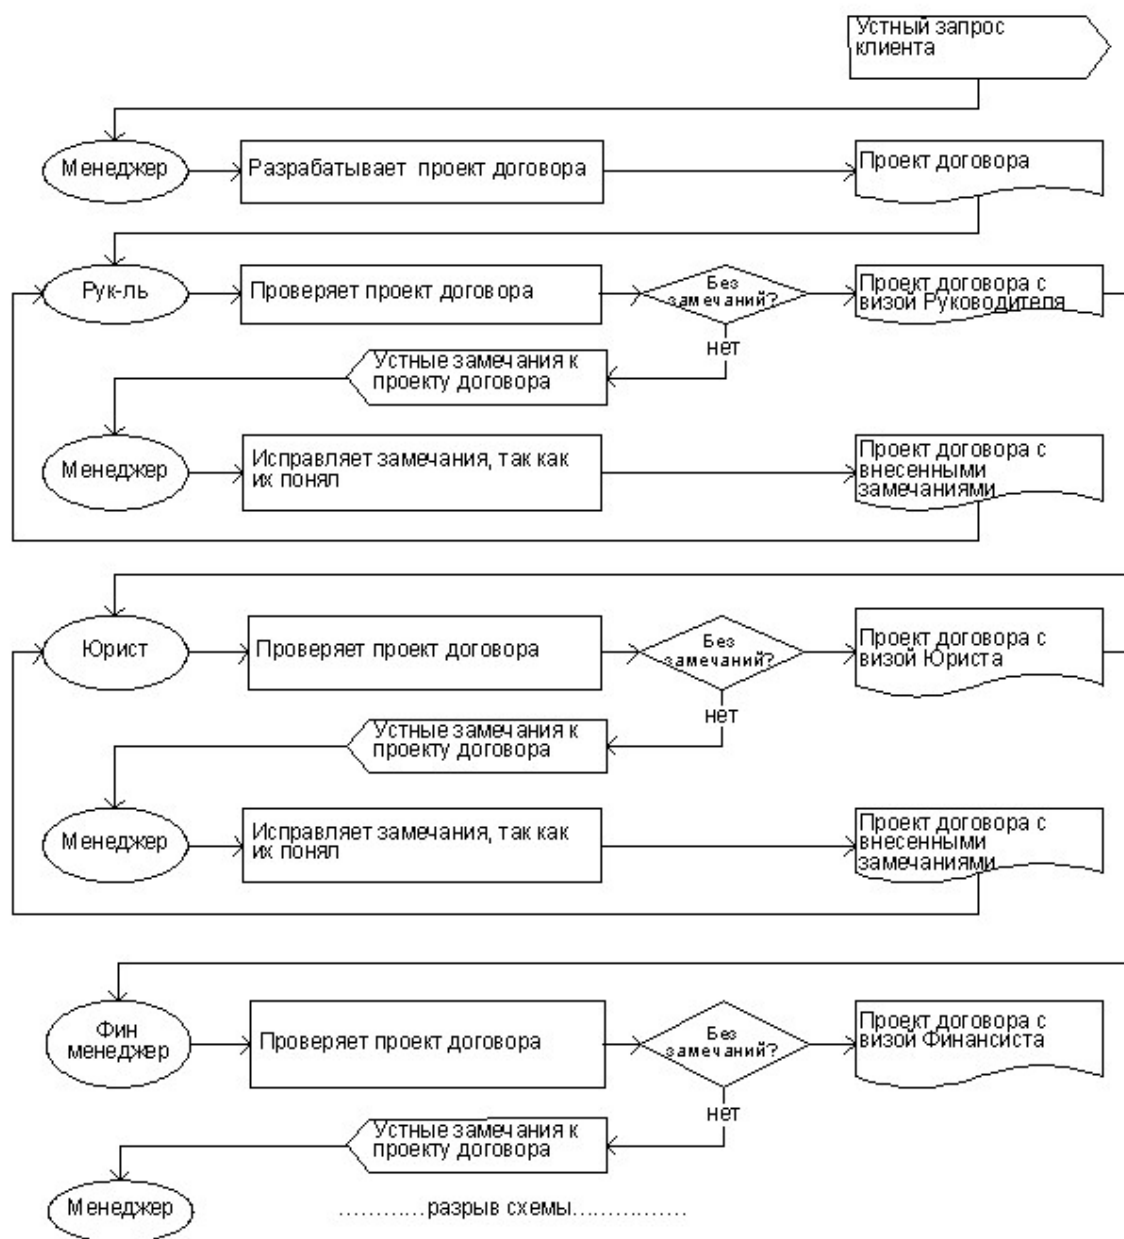 Устный запрос
клиента
Менеджер
Разрабатывает проект договора
Проект договора
Рук-ль
Проверяет проект договора
Без
замечаний?
Проект договора с
визой Руководителя
нет
Устные замечания к
проекту договора
Менеджер
Исправляет замечания, так как
их понял
Проект договора с
внесенными
замечаниями
Юрист
Проверяет проект договора
Без
замечаний?
Проект договора с
визой Юриста
нет
Устные замечания к
проекту договора
Менеджер
Исправляет замечания, так как
их понял
Проект договора с
внесенными
замечаниями
Фин
менеджер
Проверяет проект договора
Без
замечаний?
Проект договора с
визой Финансиста
нет
Устные замечания к
проекту договора
Менеджер
............разрыв схемы...............